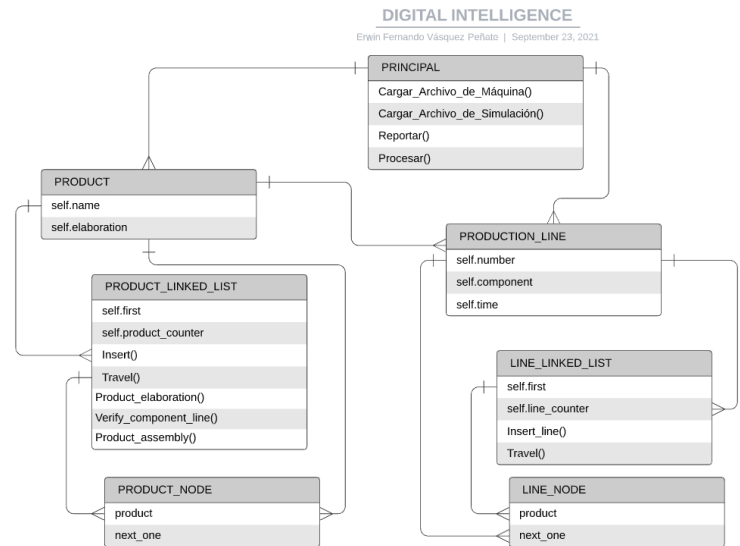 DIGITAL INTELLIGENCE
Erwin Fernando Vásquez Peñate | September 23, 2021
PRINCIPAL
Cargar_Archivo_de_Máquina()
Cargar_Archivo_de_Simulación()
Reportar()
Procesar()
PRODUCT
self.name
self.elaboration
PRODUCTION_LINE
self.number
self.component
self.time
PRODUCT_LINKED_LIST
self.first
self.product_counter
Insert()
Travel()
Product_elaboration()
Verify_component_line()
Product_assembly()
LINE_LINKED_LIST
self.first
self.line_counter
Insert_line()
Travel()
PRODUCT_NODE
product
next_one
LINE_NODE
product
next_one